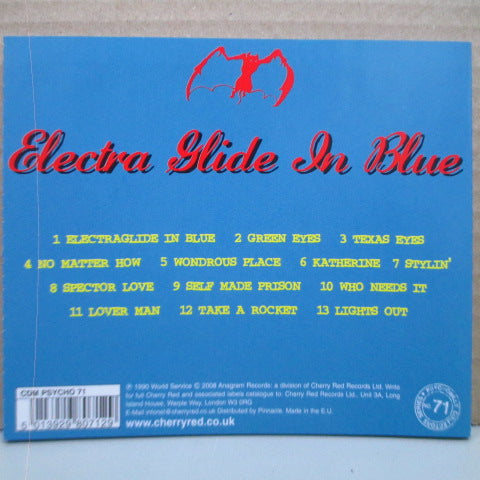 Electra Glide In Blue
1 ELECTRAGLIDE IN BLUE 2 GREEN EYES 3 TEXAS EYES
4 NO MATTER HOW 5 WONDROUS PLACE 6 KATHERINE 7 STYLIN'
8 SPECTOR LOVE 9 SELF MADE PRISON 10 WHO NEEDS IT
11 LOVER MAN 12 TAKE A ROCKET 13 LIGHTS OUT
CDM PSYCHO 71
5 013929 807129
℗ 1990 World Service © 2008 Anagram Records: a division of Cherry Red Records Ltd. Write
for full Cherry Red and associated labels catalogue to: Cherry Red Records Ltd., Unit 3A, Long
Island House, Warple Way, London W3 0RG
E-Mail infonet@cherryred.co.uk Distributed by Pinnacle. Made in the E.U.
www.cherryred.co.uk
No. 71